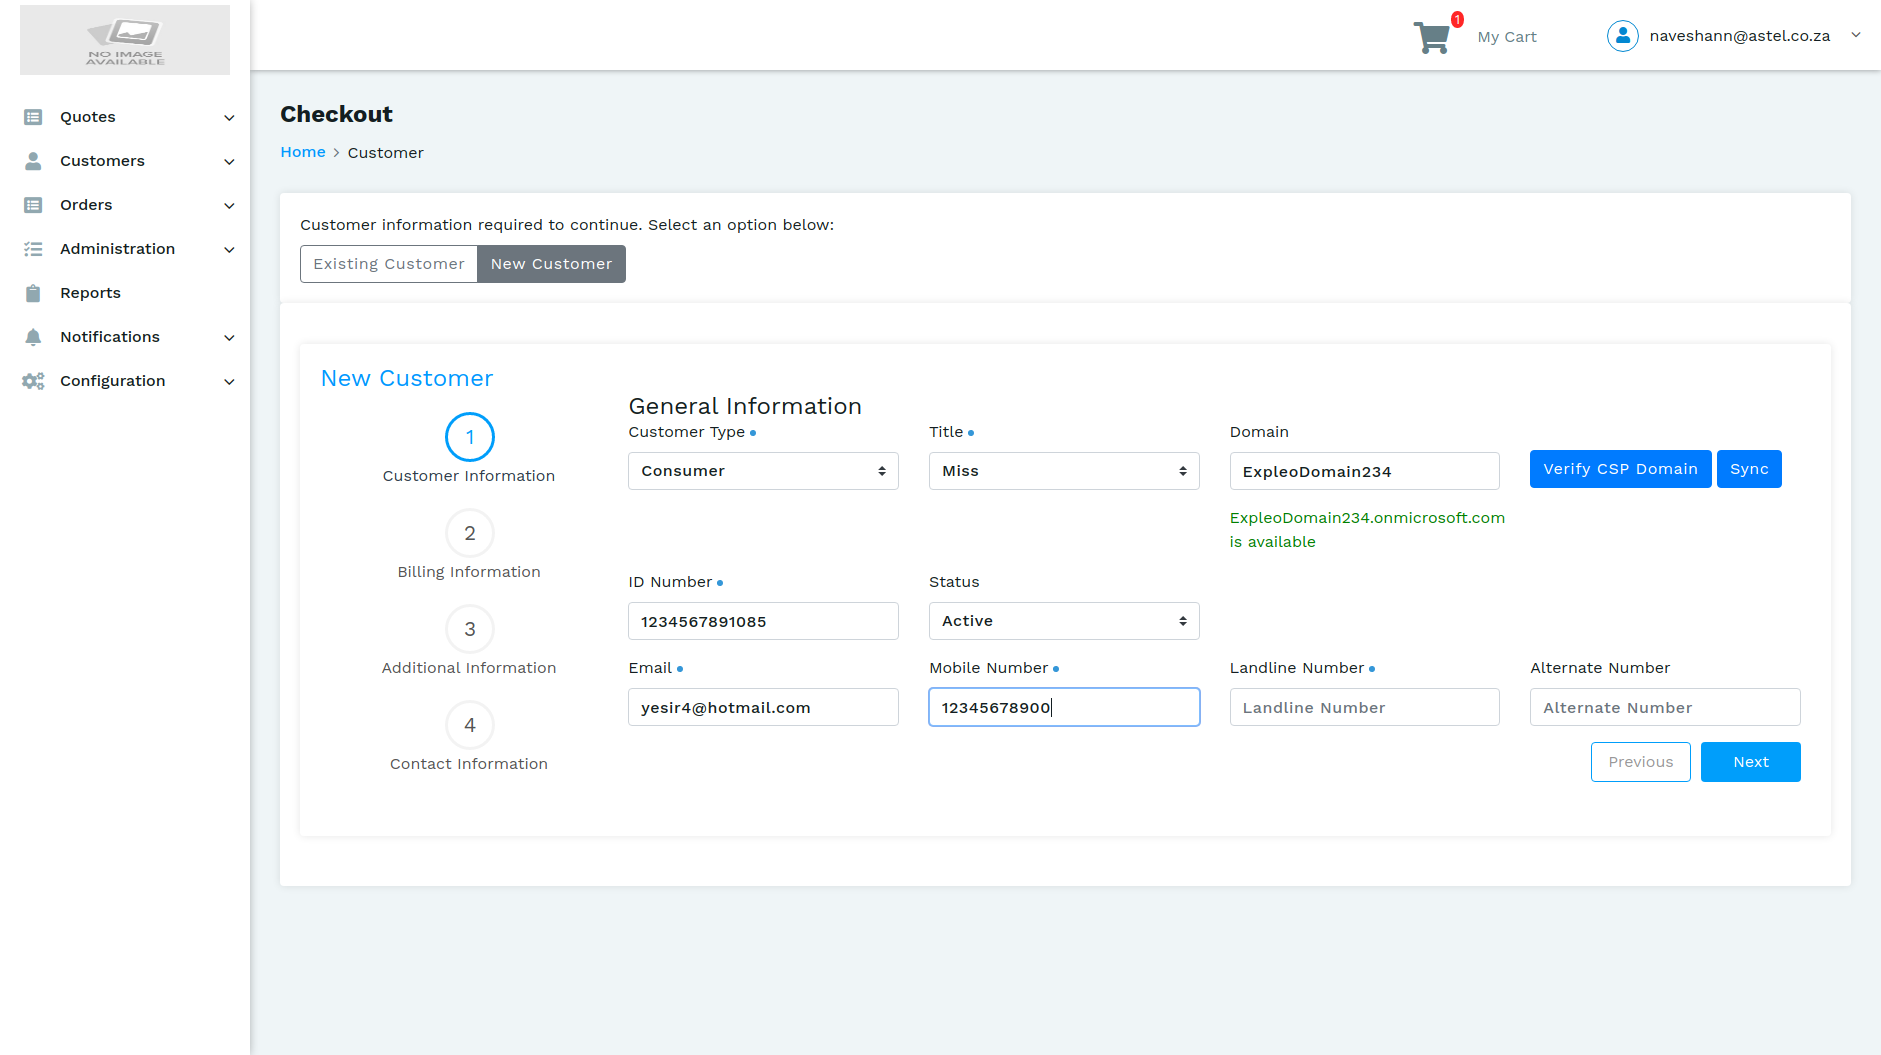 NO IMAGE
AVAILABLE
1
My Cart
naveshann@astel.co.za
Quotes
Customers
Orders
Administration
Reports
Notifications
Configuration
Checkout
Home > Customer
Customer information required to continue. Select an option below:
Existing Customer
New Customer
New Customer
1
Customer Information
2
Billing Information
3
Additional Information
4
Contact Information
General Information
Customer Type
Title
Domain
Consumer
Miss
ExpleoDomain234
Verify CSP Domain
Sync
ExpleoDomain234.onmicrosoft.com
is available
ID Number
Status
1234567891085
Active
Email
Mobile Number
Landline Number
Alternate Number
yesir4@hotmail.com
12345678900
Landline Number
Alternate Number
Previous
Next